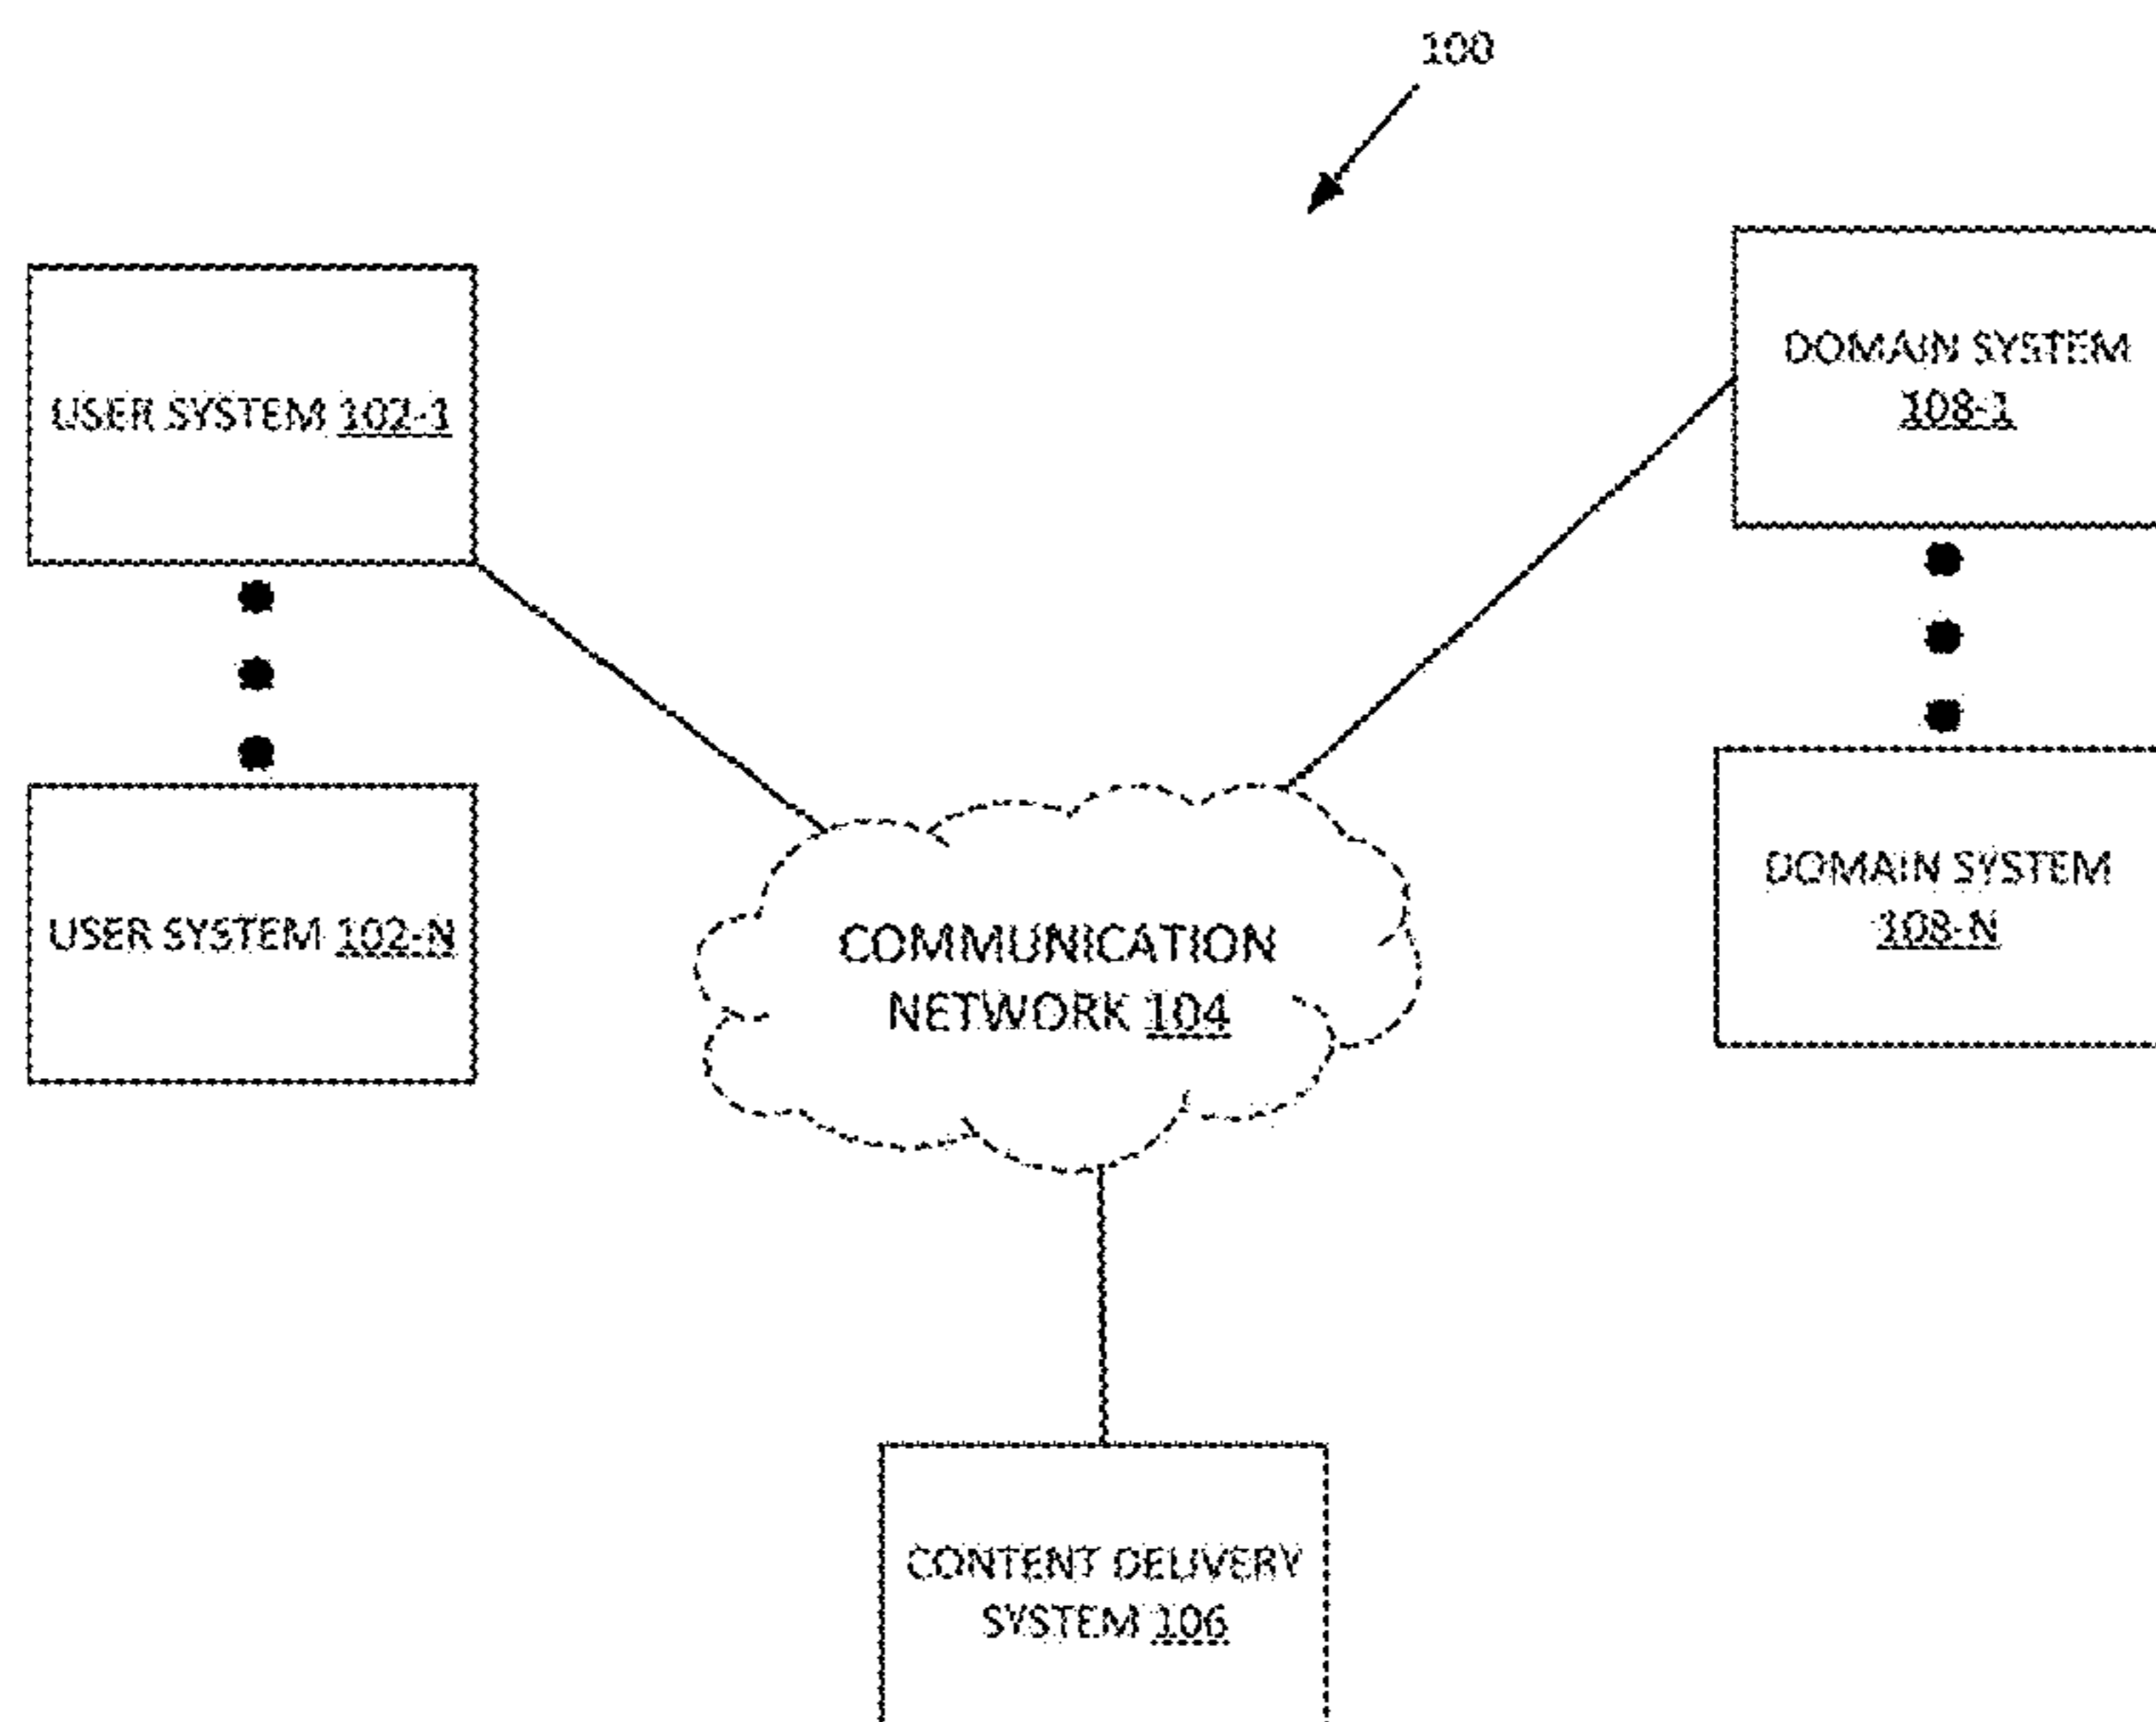 100
USER SYSTEM 102-1
DOMAIN SYSTEM
108-1
USER SYSTEM 102-N
DOMAIN SYSTEM
108-N
COMMUNICATION
NETWORK 104
CONTENT DELIVERY
SYSTEM 106